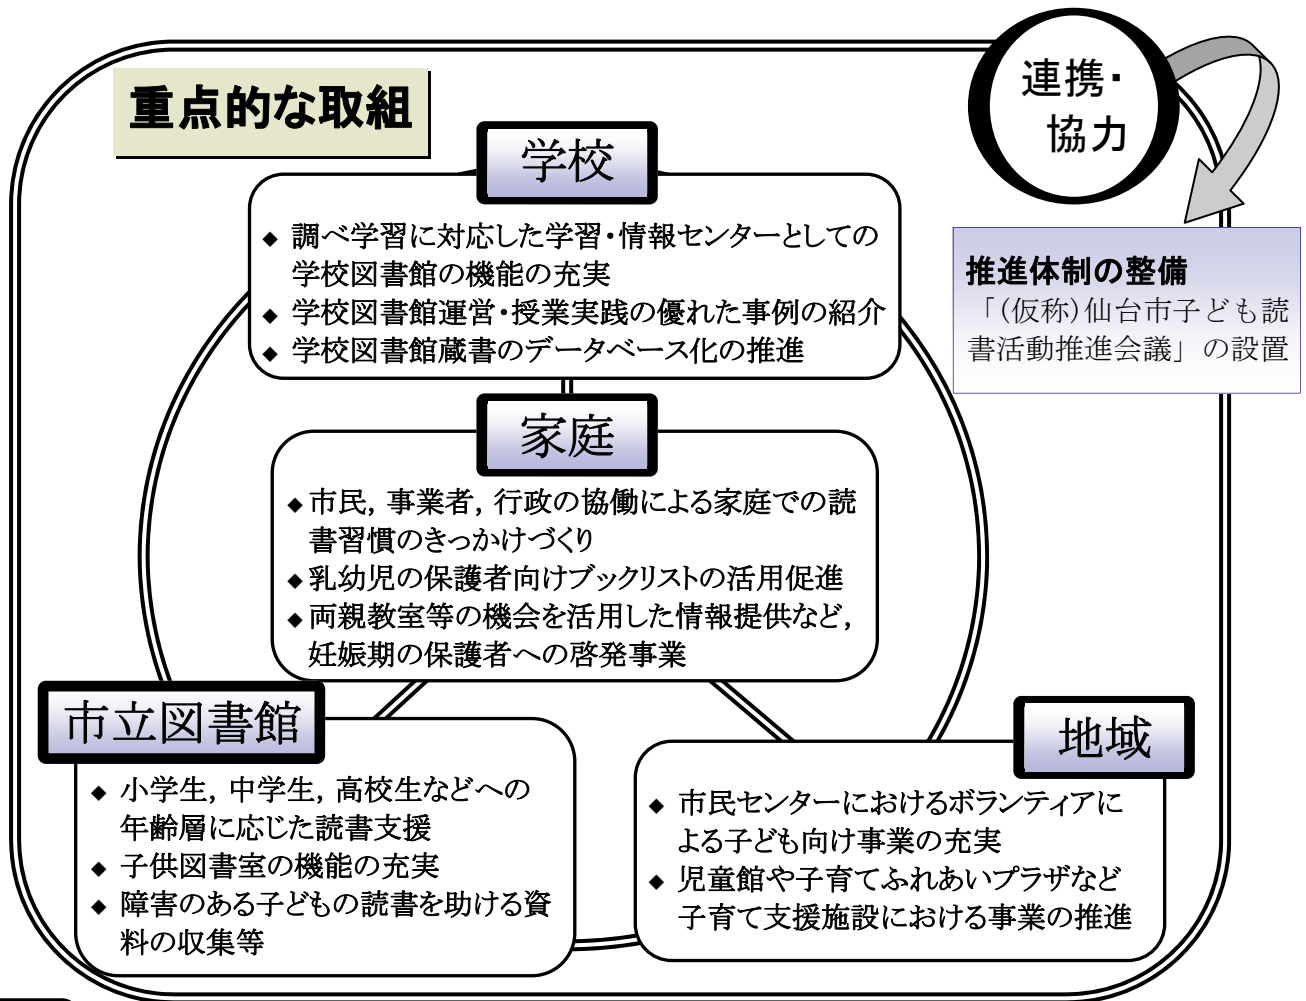 重点的な取組
連携・
協力
学校
◆ 調べ学習に対応した学習・情報センターとしての
学校図書館の機能の充実
◆ 学校図書館運営・授業実践の優れた事例の紹介
◆ 学校図書館蔵書のデータベース化の推進
推進体制の整備
「(仮称)仙台市子ども読
書活動推進会議」の設置
家庭
◆市民，事業者，行政の協働による家庭での読
書習慣のきっかけづくり
◆乳幼児の保護者向けブックリストの活用促進
◆両親教室等の機会を活用した情報提供など，
妊娠期の保護者への啓発事業
市立図書館
◆ 小学生，中学生，高校生などへの
年齢層に応じた読書支援
◆ 子供図書室の機能の充実
◆ 障害のある子どもの読書を助ける資
料の収集等
地域
◆ 市民センターにおけるボランティアに
よる子ども向け事業の充実
◆ 児童館や子育てふれあいプラザなど
子育て支援施設における事業の推進